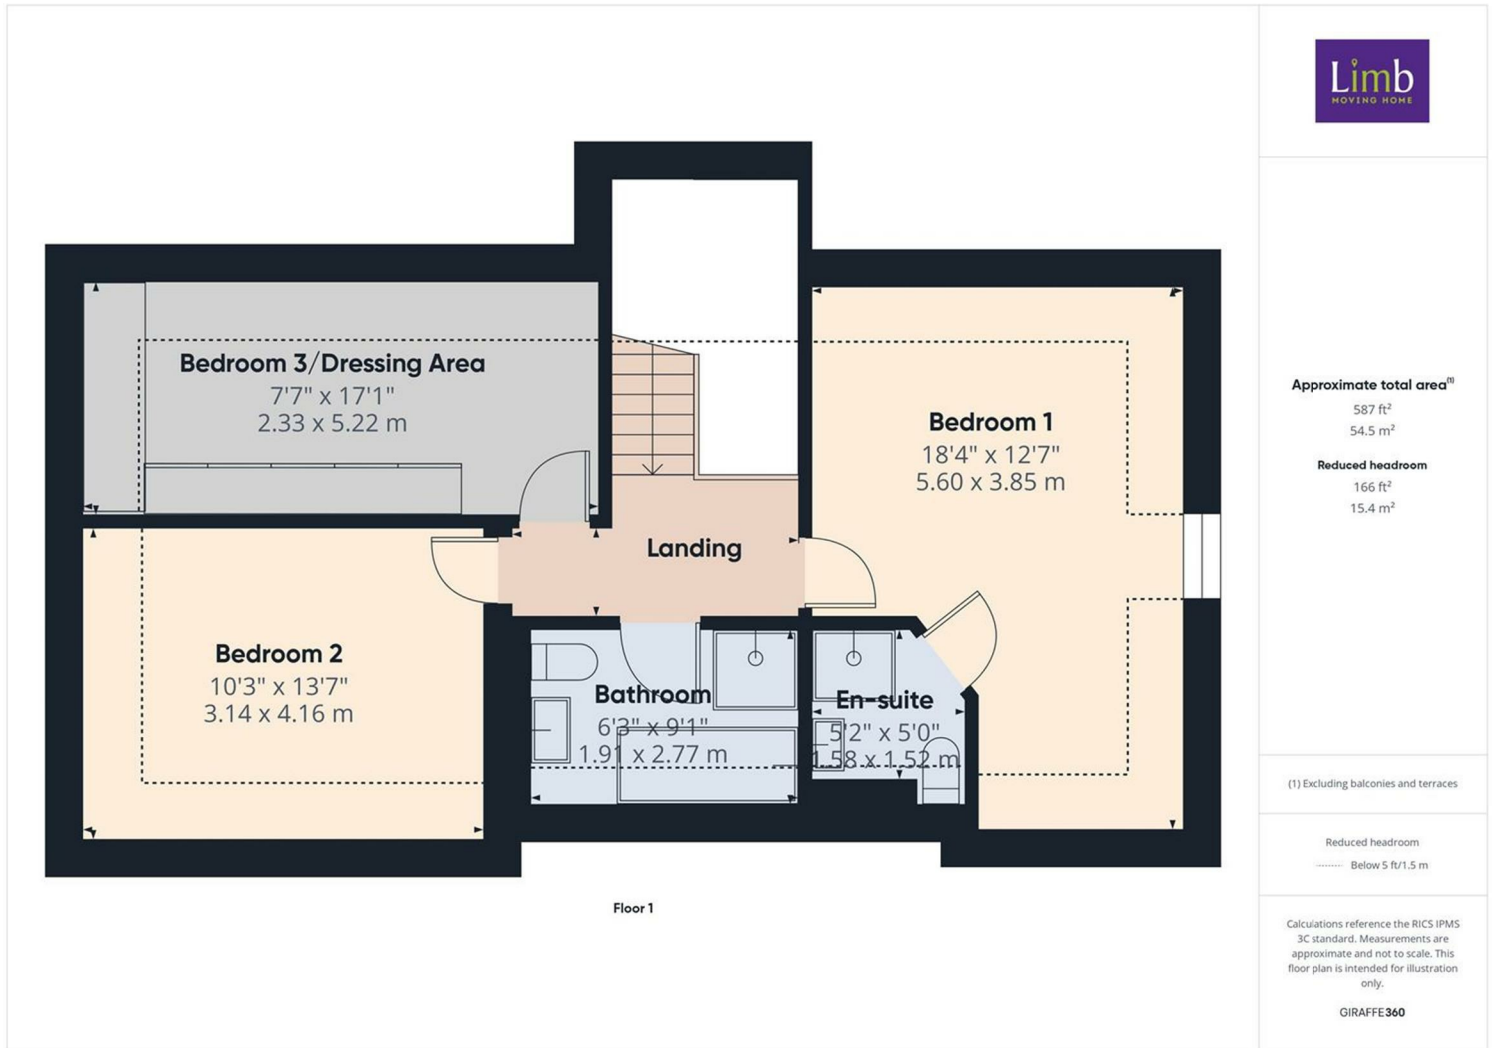 Limb
MOVING HOME
Bedroom 3/Dressing Area
7'7" x 17'1"
2.33 x 5.22 m
Bedroom 1
18'4" x 12'7"
5.60 x 3.85 m
Landing
Bedroom 2
10'3" x 13'7"
3.14 x 4.16 m
Bathroom
6'3" x 9'1"
1.91 x 2.77 m
En-suite
5'2" x 5'0"
1.58 x 1.52 m
Floor 1
Approximate total area(1)
587 ft²
54.5 m²
Reduced headroom
166 ft²
15.4 m²
(1) Excluding balconies and terraces
Reduced headroom
Below 5 ft/1.5 m
Calculations reference the RICS IPMS
3C standard. Measurements are
approximate and not to scale. This
floor plan is intended for illustration
only.
GIRAFFE360